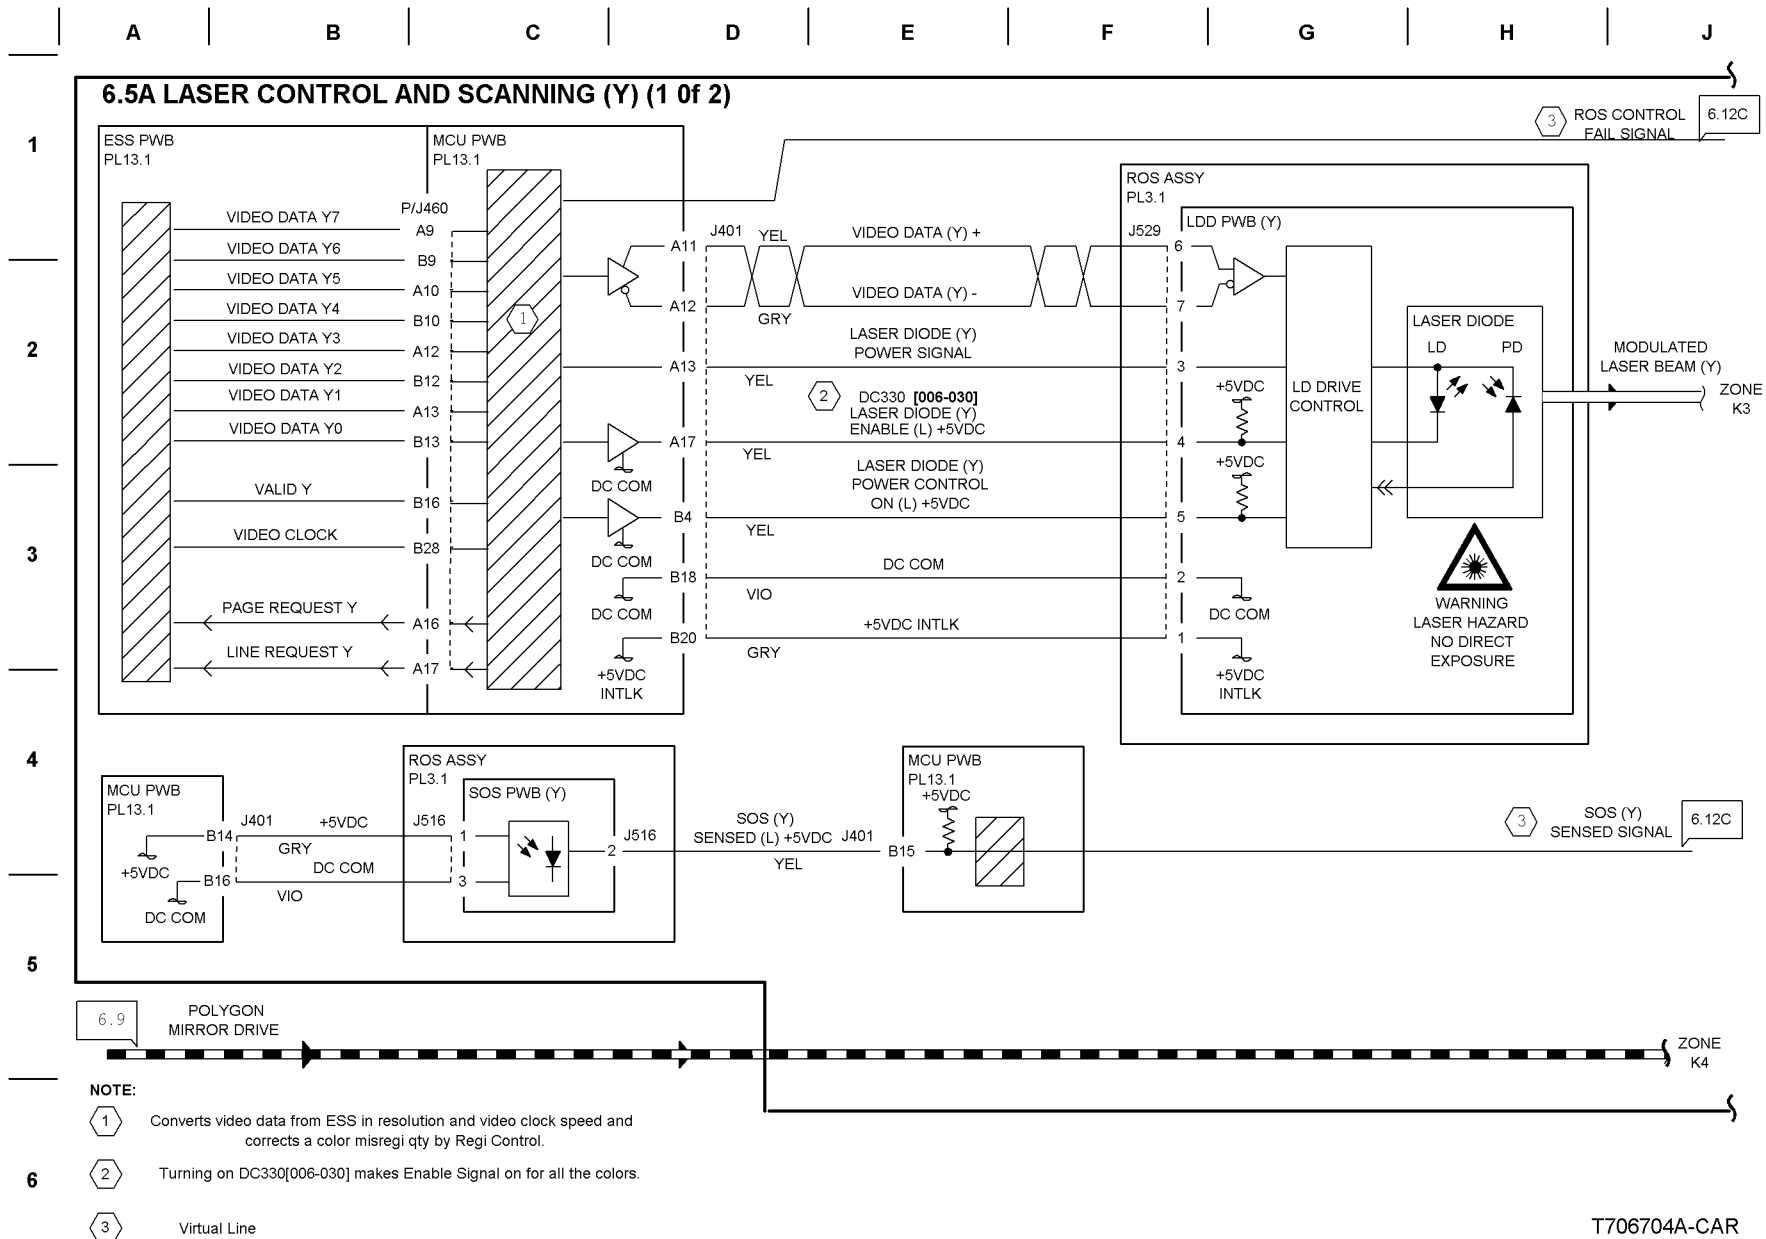 A B C D E F G H J
6.5A LASER CONTROL AND SCANNING (Y) (1 0f 2)
1
2
3
4
5
6
3
ROS CONTROL
FAIL SIGNAL
6.12C
ESS PWB
PL13.1
MCU PWB
PL13.1
P/J460
VIDEO DATA Y7
A9
VIDEO DATA Y6
B9
VIDEO DATA Y5
A10
VIDEO DATA Y4
B10
VIDEO DATA Y3
A12
VIDEO DATA Y2
B12
VIDEO DATA Y1
A13
VIDEO DATA Y0
B13
VALID Y
B16
VIDEO CLOCK
B28
PAGE REQUEST Y
A16
LINE REQUEST Y
A17
1
A11
J401
YEL
VIDEO DATA (Y) +
J529
6
A12
GRY
VIDEO DATA (Y) -
7
LASER DIODE (Y)
POWER SIGNAL
A13
YEL
3
2
DC330 [006-030]
LASER DIODE (Y)
ENABLE (L) +5VDC
A17
YEL
4
DC COM
LASER DIODE (Y)
POWER CONTROL
ON (L) +5VDC
B4
YEL
5
DC COM
DC COM
B18
VIO
2
DC COM
+5VDC INTLK
B20
GRY
1
+5VDC
INTLK
ROS ASSY
PL3.1
LDD PWB (Y)
+5VDC
+5VDC
DC COM
+5VDC
INTLK
LD DRIVE
CONTROL
LASER DIODE
LD PD
MODULATED
LASER BEAM (Y)
ZONE
K3
WARNING
LASER HAZARD
NO DIRECT
EXPOSURE
MCU PWB
PL13.1
B14
J401
+5VDC
J516
GRY
1
+5VDC
B16
DC COM
VIO
3
DC COM
ROS ASSY
PL3.1
SOS PWB (Y)
J516
2
SOS (Y)
SENSED (L) +5VDC
J401
YEL
B15
MCU PWB
PL13.1
+5VDC
3
SOS (Y)
SENSED SIGNAL
6.12C
6.9
POLYGON
MIRROR DRIVE
ZONE
K4
NOTE:
1
Converts video data from ESS in resolution and video clock speed and
corrects a color misregi qty by Regi Control.
2
Turning on DC330[006-030] makes Enable Signal on for all the colors.
3
Virtual Line
T706704A-CAR